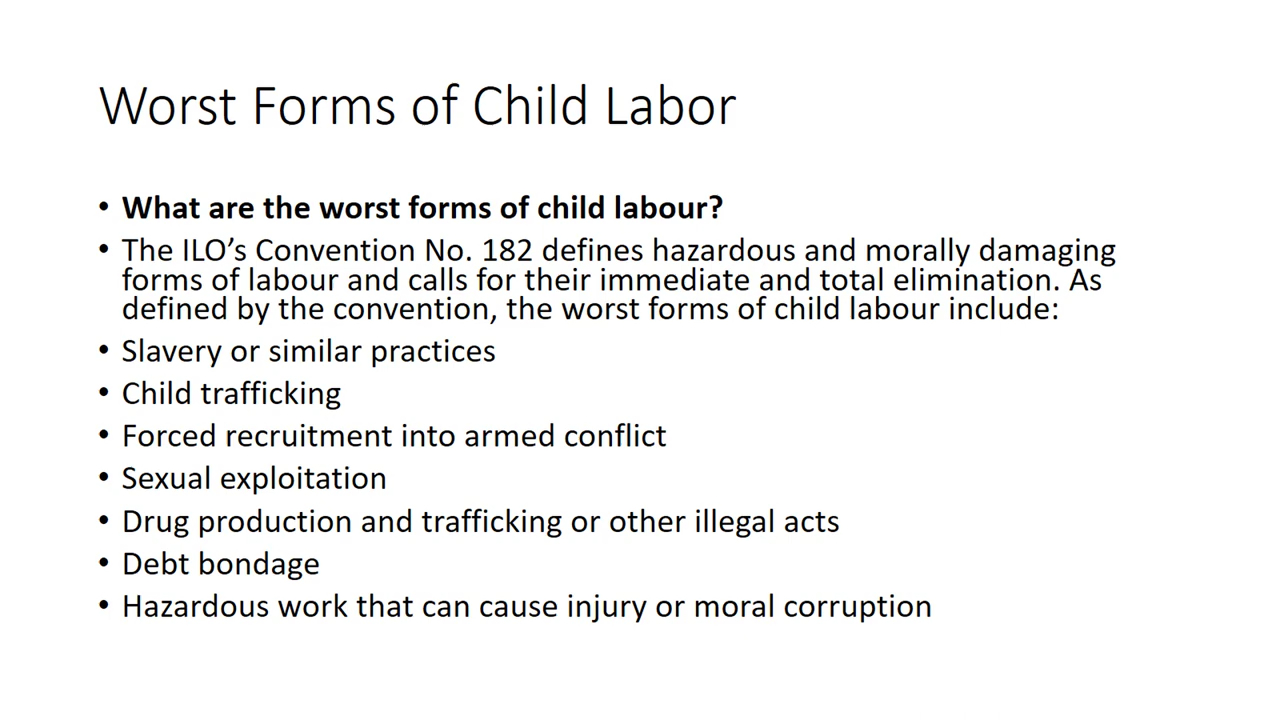 Worst Forms of Child Labor
• What are the worst forms of child labour?
• The ILO’s Convention No. 182 defines hazardous and morally damaging
forms of labour and calls for their immediate and total elimination. As
defined by the convention, the worst forms of child labour include:
• Slavery or similar practices
• Child trafficking
• Forced recruitment into armed conflict
• Sexual exploitation
• Drug production and trafficking or other illegal acts
• Debt bondage
• Hazardous work that can cause injury or moral corruption